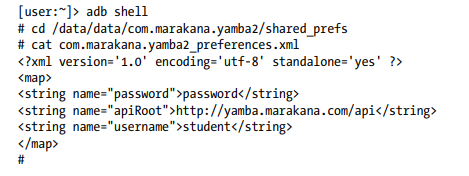 [user:~]> adb shell
# cd /data/data/com.marakana.yamba2/shared_prefs
# cat com.marakana.yamba2_preferences.xml
<?xml version='1.0' encoding='utf-8' standalone='yes' ?>
<map>
<string name="password">password</string>
<string name="apiRoot">http://yamba.marakana.com/api</string>
<string name="username">student</string>
</map>
#